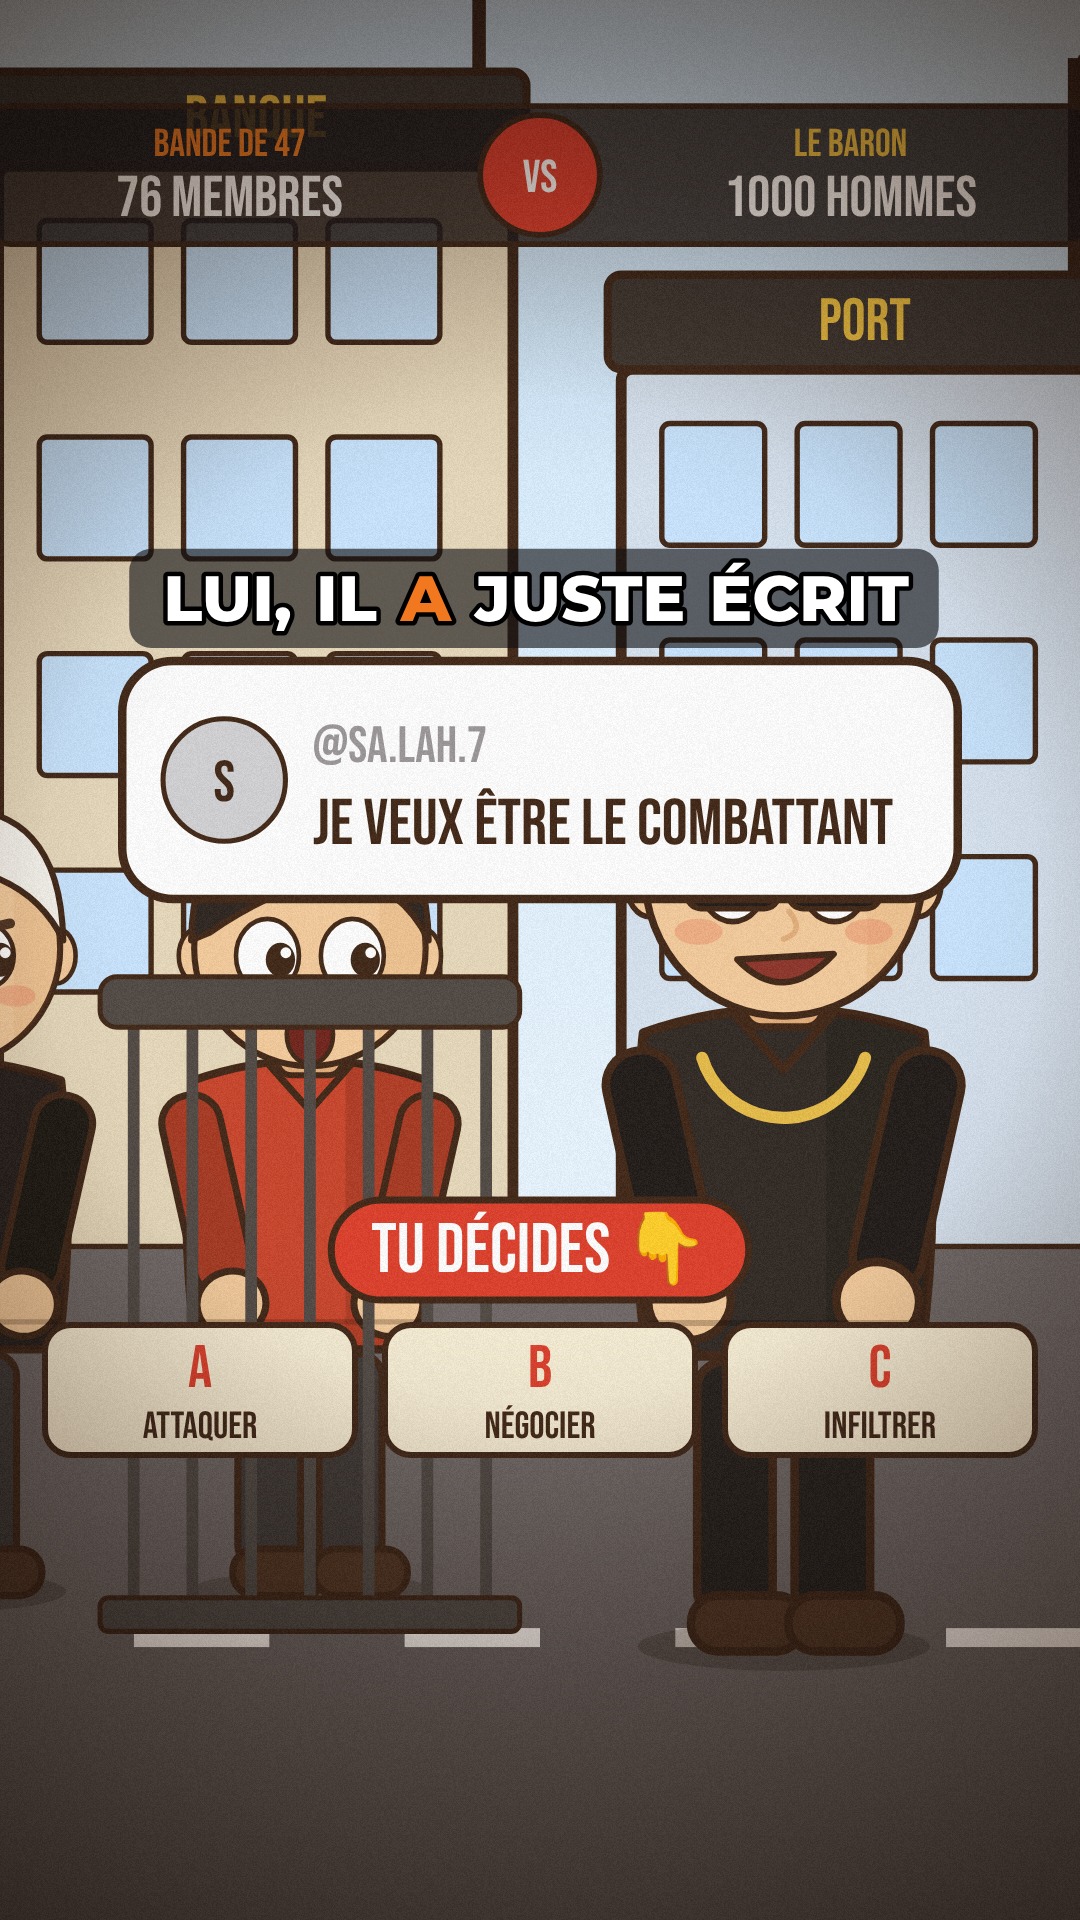 BANQUE
BANDE DE 47
76 MEMBRES
VS
LE BARON
1000 HOMMES
PORT
LUI, IL A JUSTE ÉCRIT
S
@SA.LAH.7
JE VEUX ÊTRE LE COMBATTANT
TU DÉCIDES 👇
A
ATTAQUER
B
NÉGOCIER
C
INFILTRER